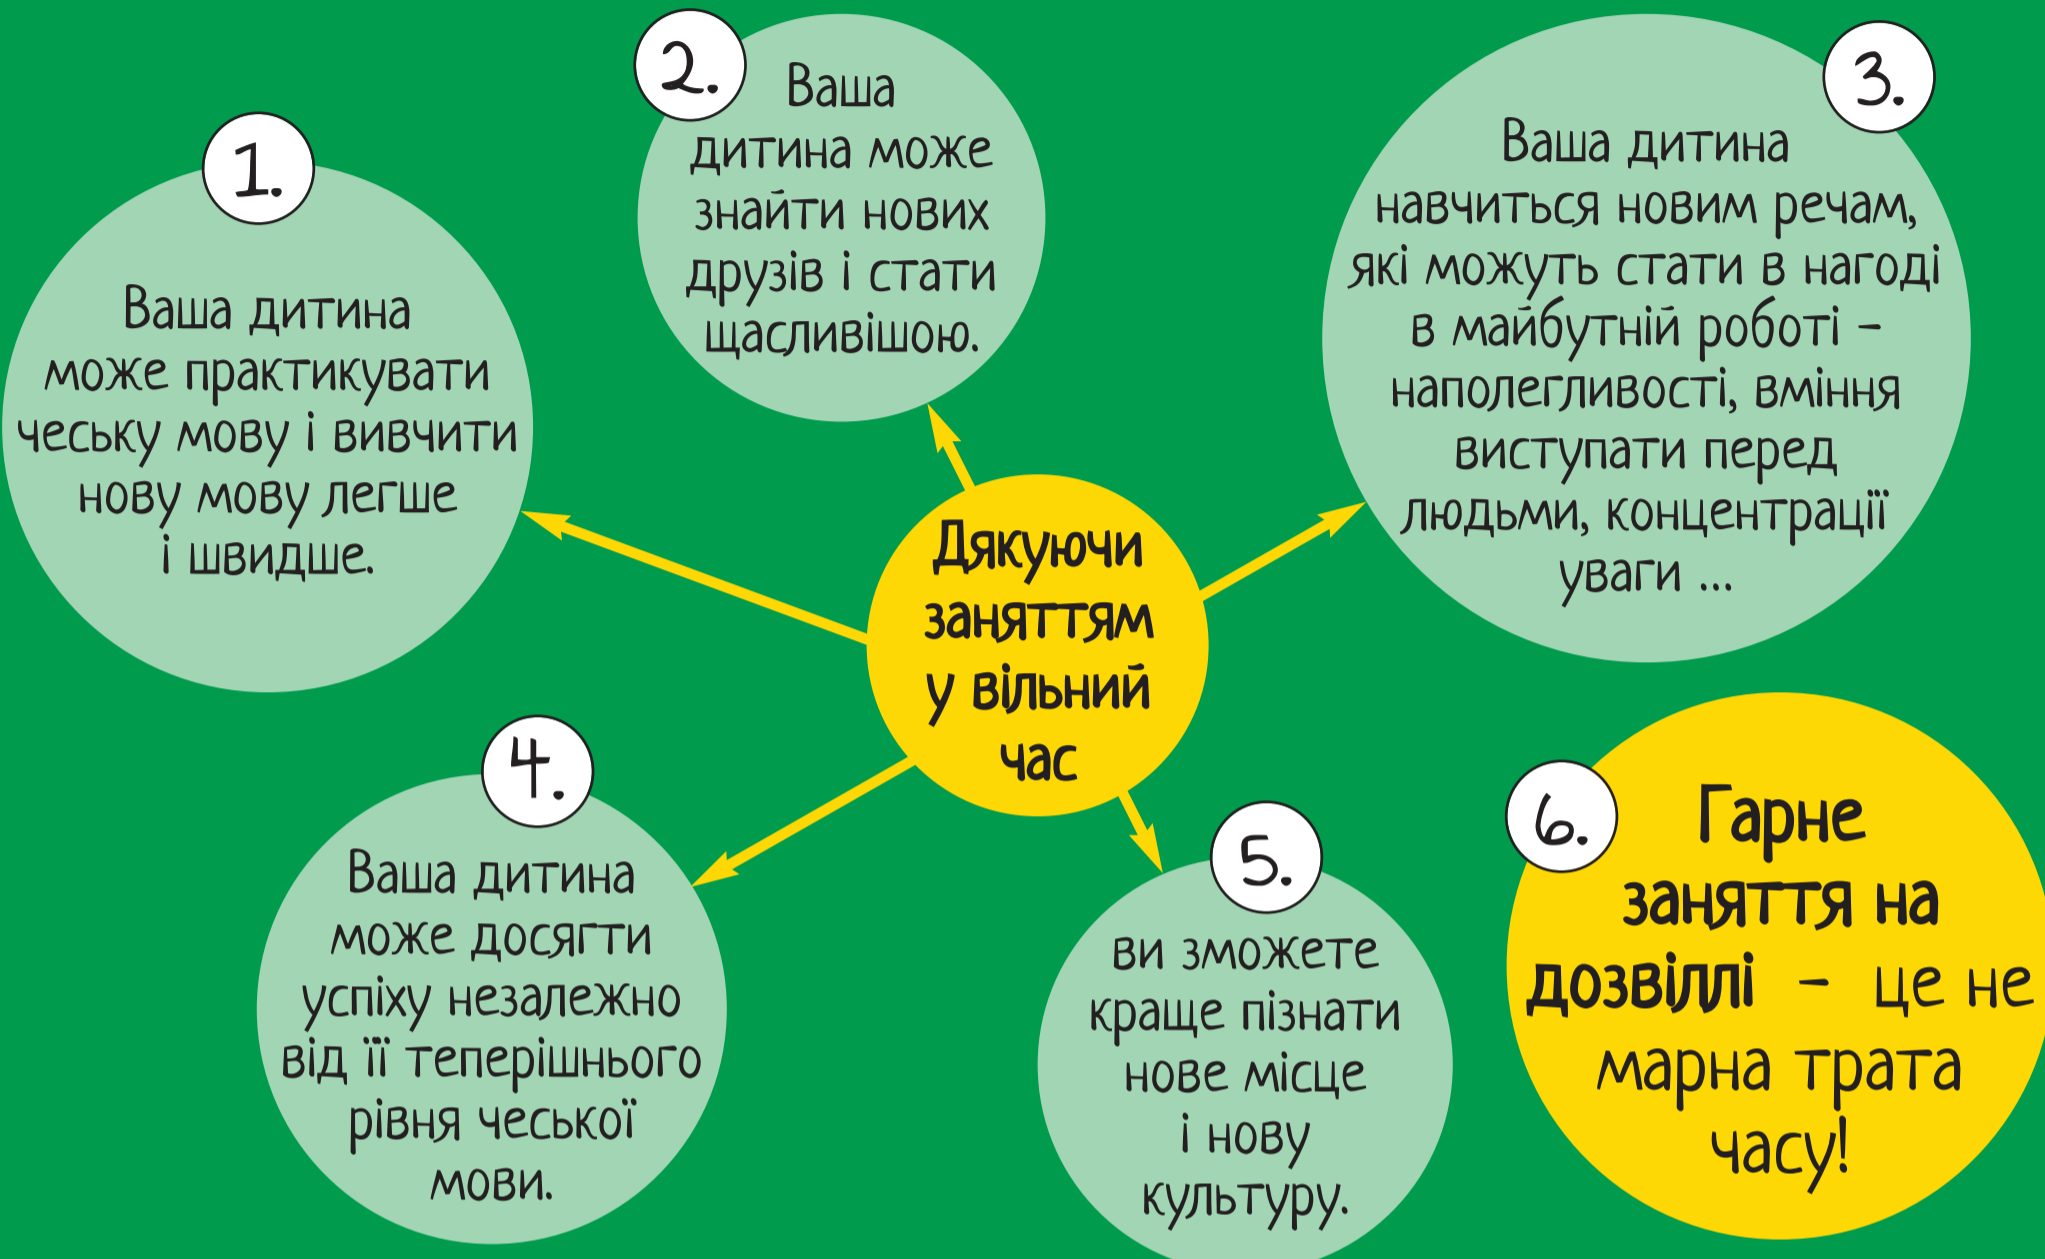 1.
Ваша дитина
може практикувати
чеську мову і вивчити
нову мову легше
і швидше.
2.
Ваша
дитина може
знайти нових
друзів і стати
щасливішою.
3.
Ваша дитина
навчиться новим речам,
які можуть стати в нагоді
в майбутній роботі –
наполегливості, вміння
виступати перед
людьми, концентрації
уваги ...
Дякуючи
заняттям
у вільний
час
4.
Ваша дитина
може досягти
успіху незалежно
від її теперішнього
рівня чеської
мови.
5.
ви зможете
краще пізнати
нове місце
і нову
культуру.
6.
Гарне
заняття на
дозвіллі – це не
марна трата
часу!